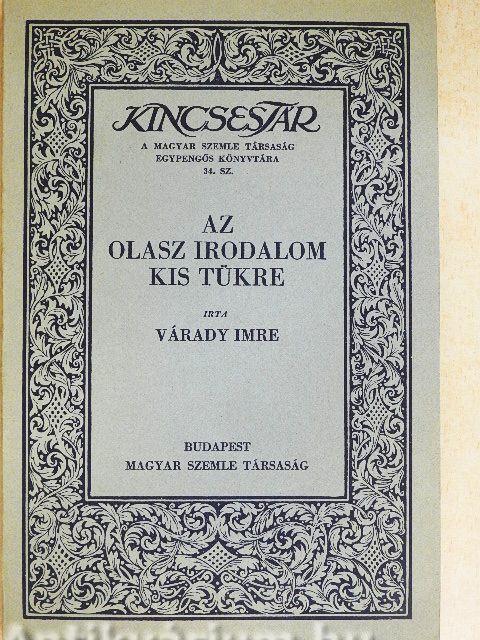 KINCSESTÁR
A MAGYAR SZEMLE TÁRSASÁG
EGYPENGŐS KÖNYVTÁRA
34. SZ.
AZ
OLASZ IRODALOM
KIS TÜKRE
IRTA
VÁRADY IMRE
BUDAPEST
MAGYAR SZEMLE TÁRSASÁG